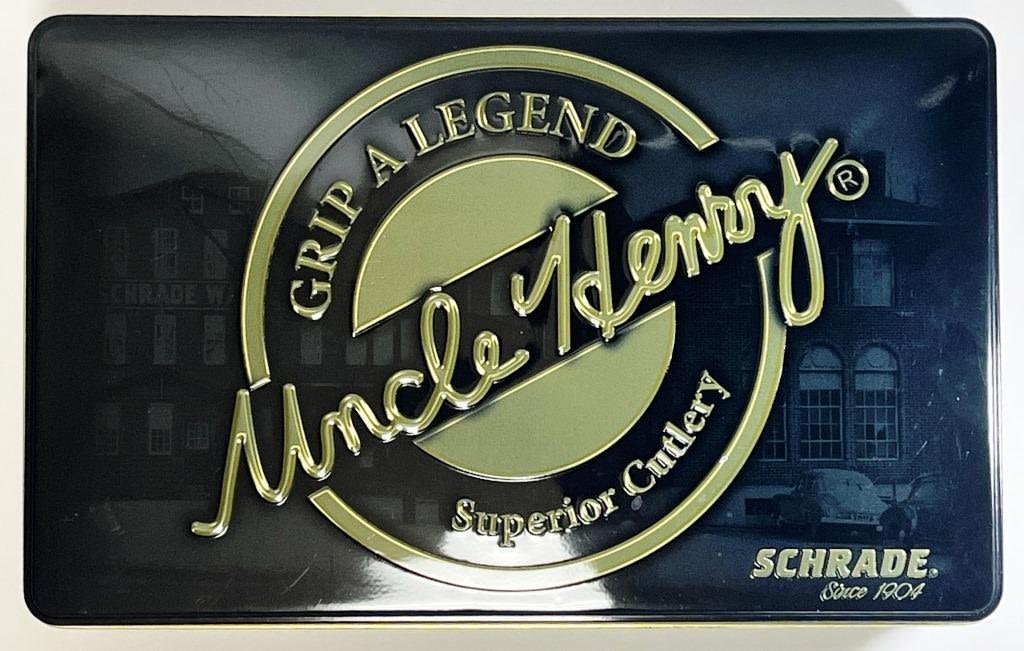 GRIP A LEGEND
Uncle Henry®
Superior Cutlery
SCHRADE W
SCHRADE®
Since 1904